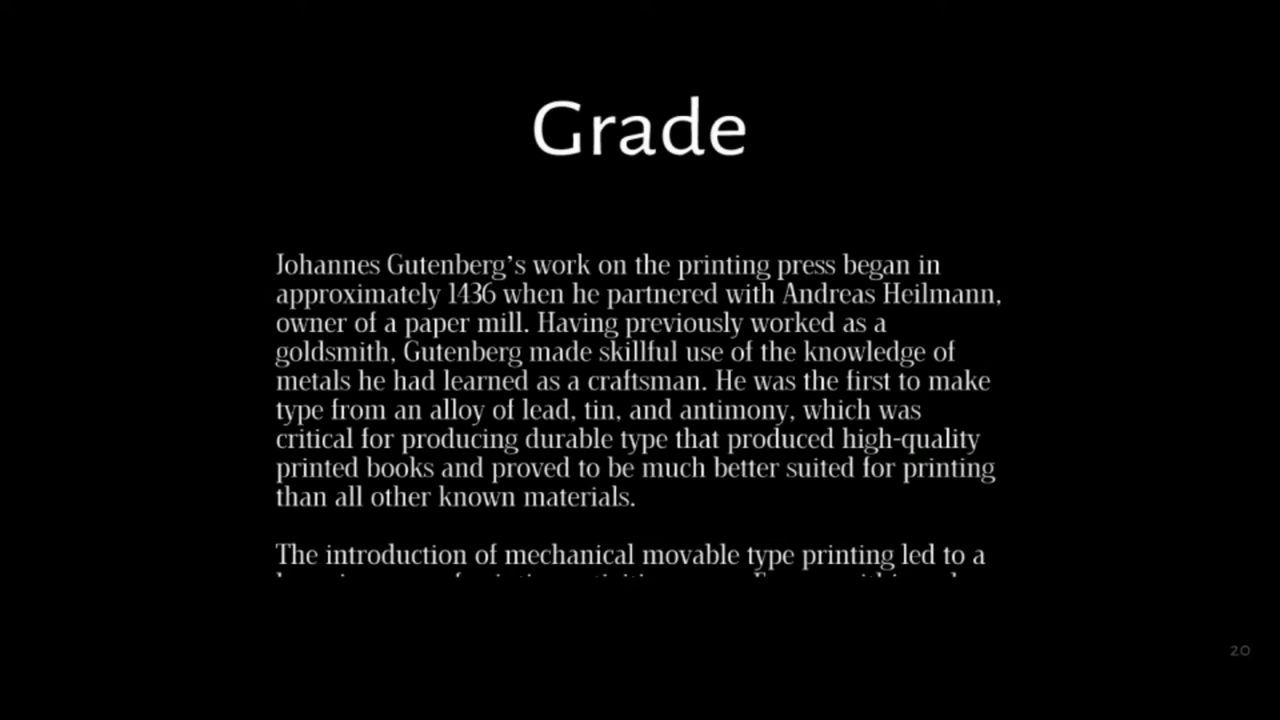 Grade
Johannes Gutenberg’s work on the printing press began in
approximately 1436 when he partnered with Andreas Heilmann,
owner of a paper mill. Having previously worked as a
goldsmith, Gutenberg made skillful use of the knowledge of
metals he had learned as a craftsman. He was the first to make
type from an alloy of lead, tin, and antimony, which was
critical for producing durable type that produced high-quality
printed books and proved to be much better suited for printing
than all other known materials.
The introduction of mechanical movable type printing led to a
20